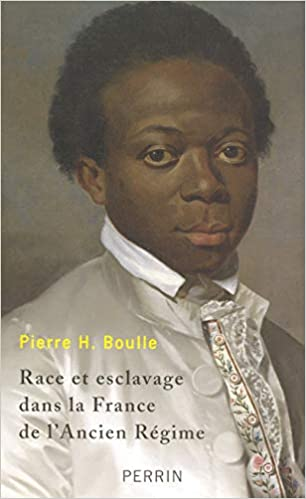 Pierre H. Boulle
Race et esclavage
dans la France
de l'Ancien Régime
PERRIN